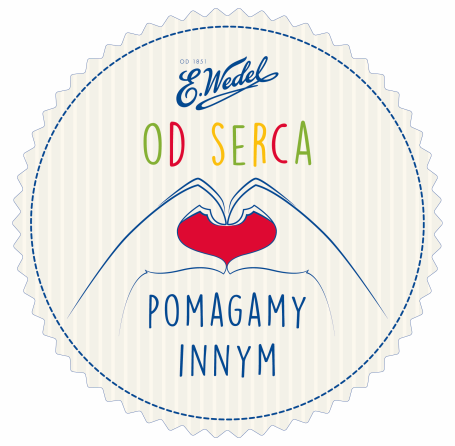 OD 1851
E.Wedel
OD SERCA
POMAGAMY
INNYM